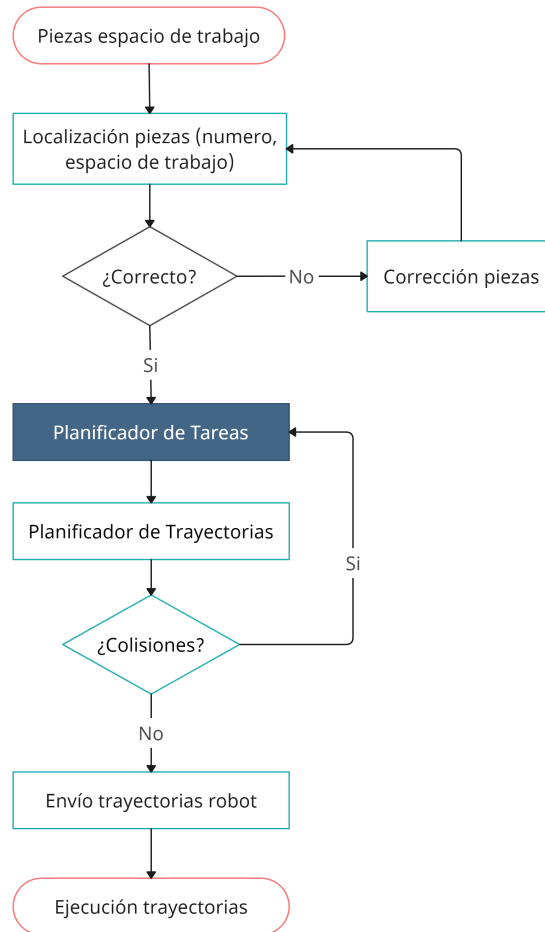 Piezas espacio de trabajo
Localización piezas (numero,
espacio de trabajo)
¿Correcto?
No
Corrección piezas
Si
Planificador de Tareas
Planificador de Trayectorias
Si
¿Colisiones?
No
Envío trayectorias robot
Ejecución trayectorias